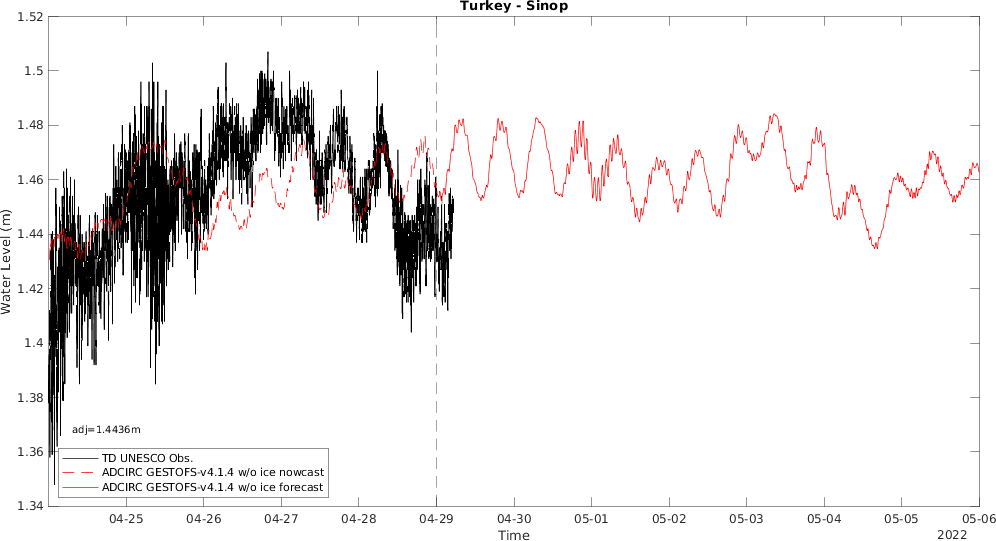 Turkey - Sinop
1.52
1.5
1.48
1.46
1.44
1.42
1.4
1.38
1.36
1.34
Water Level (m)
adj=1.4436m
TD UNESCO Obs.
ADCIRC GESTOFS-v4.1.4 w/o ice nowcast
ADCIRC GESTOFS-v4.1.4 w/o ice forecast
04-25 04-26 04-27 04-28 04-29 04-30 05-01 05-02 05-03 05-04 05-05 05-06
Time
2022